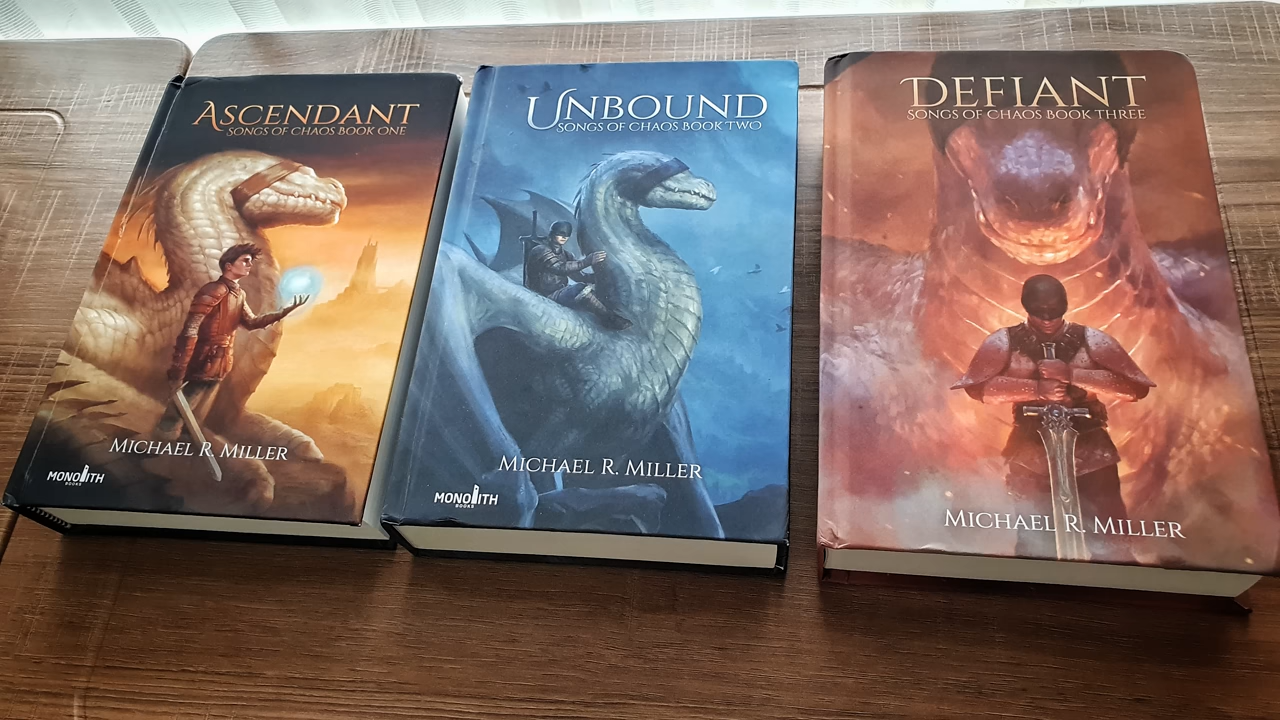 ASCENDANT
SONGS OF CHAOS BOOK ONE
MICHAEL R. MILLER
MONOLITH
BOOKS
UNBOUND
SONGS OF CHAOS BOOK TWO
MICHAEL R. MILLER
MONOLITH
BOOKS
DEFIANT
SONGS OF CHAOS BOOK THREE
MICHAEL R. MILLER